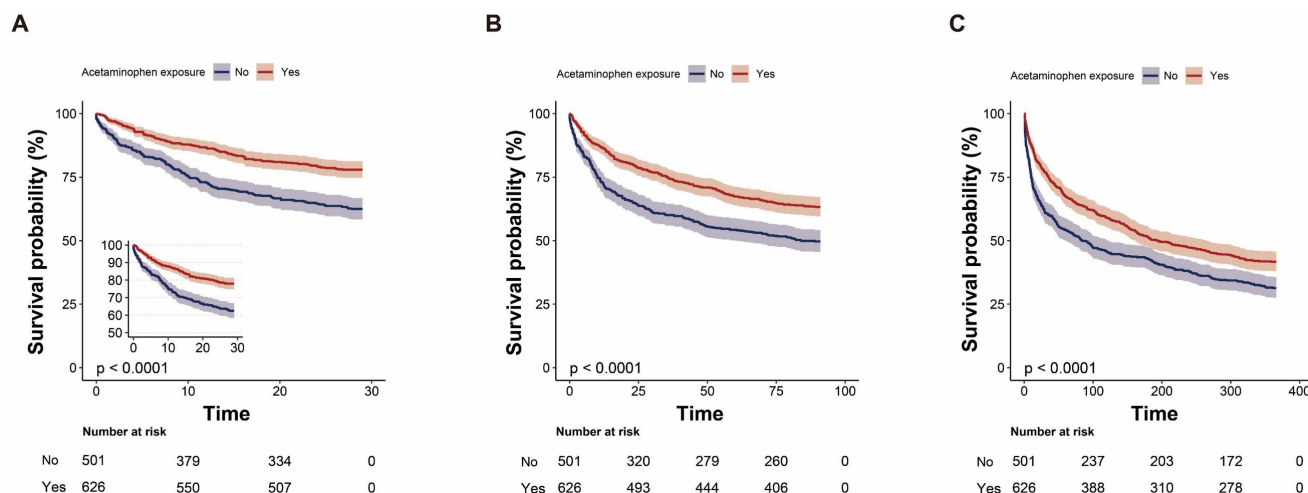 A
B
C
Acetaminophen exposure No Yes
Acetaminophen exposure No Yes
Acetaminophen exposure No Yes
Survival probability (%)
100
75
50
25
0
100
90
80
70
60
50
0 10 20 30
p < 0.0001
0 10 20 30
Time
Number at risk
No 501 379 334 0
Yes 626 550 507 0
Survival probability (%)
100
75
50
25
0
p < 0.0001
0 25 50 75 100
Time
Number at risk
No 501 320 279 260 0
Yes 626 493 444 406 0
Survival probability (%)
100
75
50
25
0
p < 0.0001
0 100 200 300 400
Time
Number at risk
No 501 237 203 172 0
Yes 626 388 310 278 0